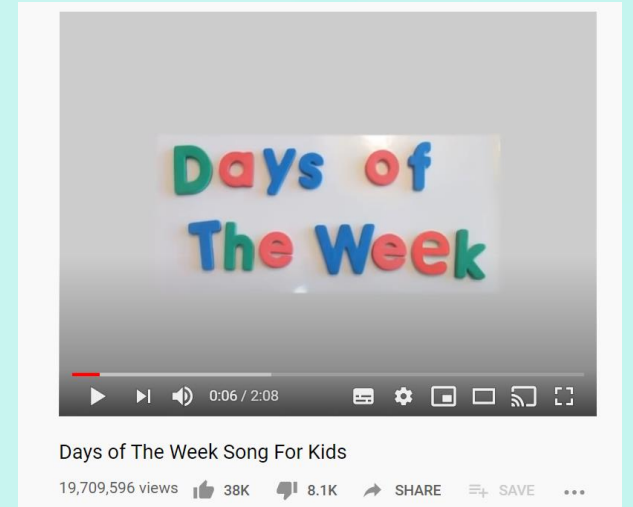 Days of
The Week
0:06 / 2:08
Days of The Week Song For Kids
19,709,596 views 38K 8.1K SHARE SAVE